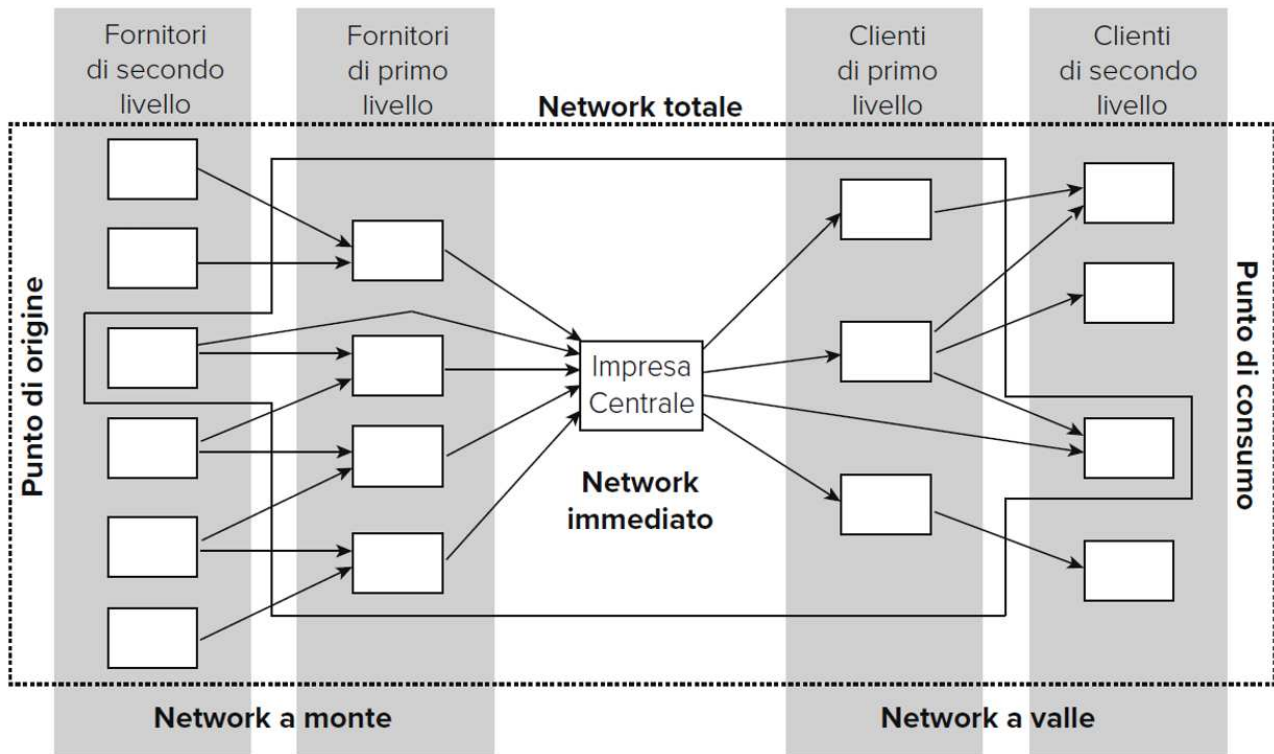 Fornitori
di secondo
livello
Fornitori
di primo
livello
Clienti
di primo
livello
Clienti
di secondo
livello
Network totale
Punto di origine
Impresa
Centrale
Network
immediato
Punto di consumo
Network a monte
Network a valle